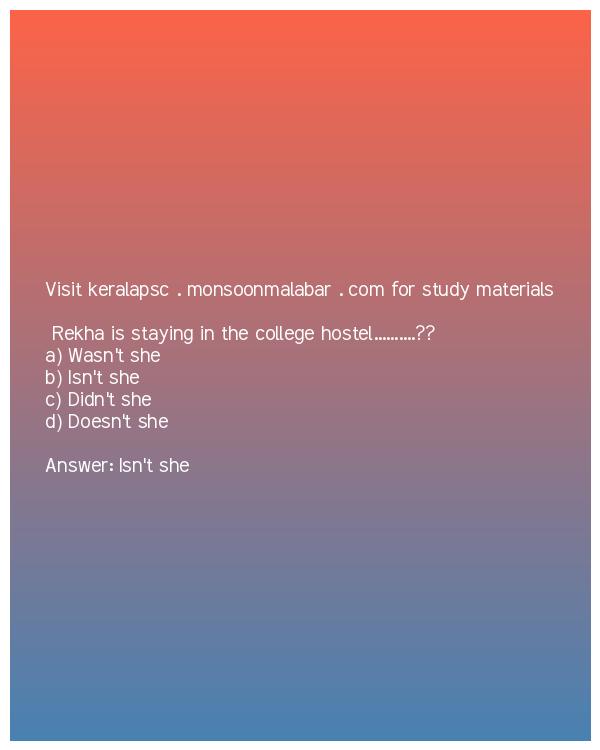 Visit keralapsc . monsoonmalabar . com for study materials
Rekha is staying in the college hostel..........??
a) Wasn't she
b) Isn't she
c) Didn't she
d) Doesn't she
Answer: Isn't she